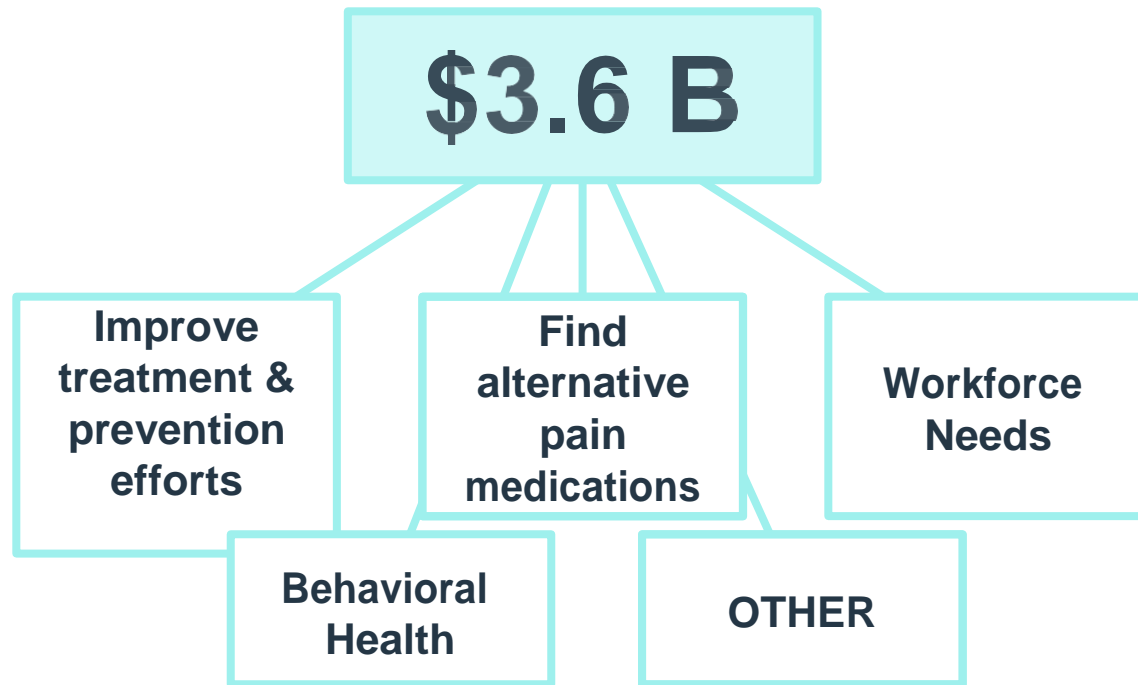 $3.6 B
Improve
treatment &
prevention
efforts
Find
alternative
pain
medications
Workforce
Needs
Behavioral
Health
OTHER